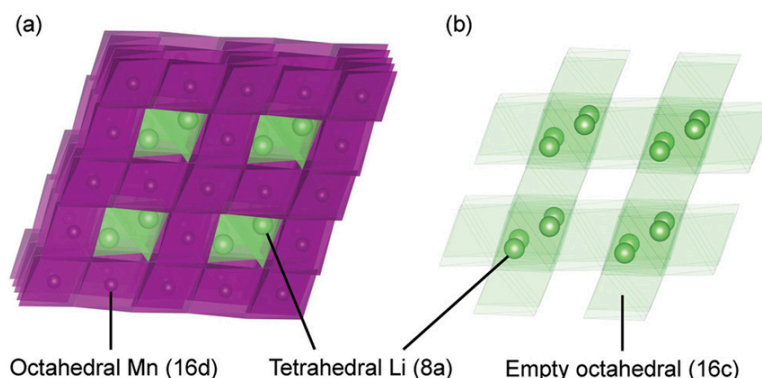 (a)
(b)
Octahedral Mn (16d)
Tetrahedral Li (8a)
Empty octahedral (16c)